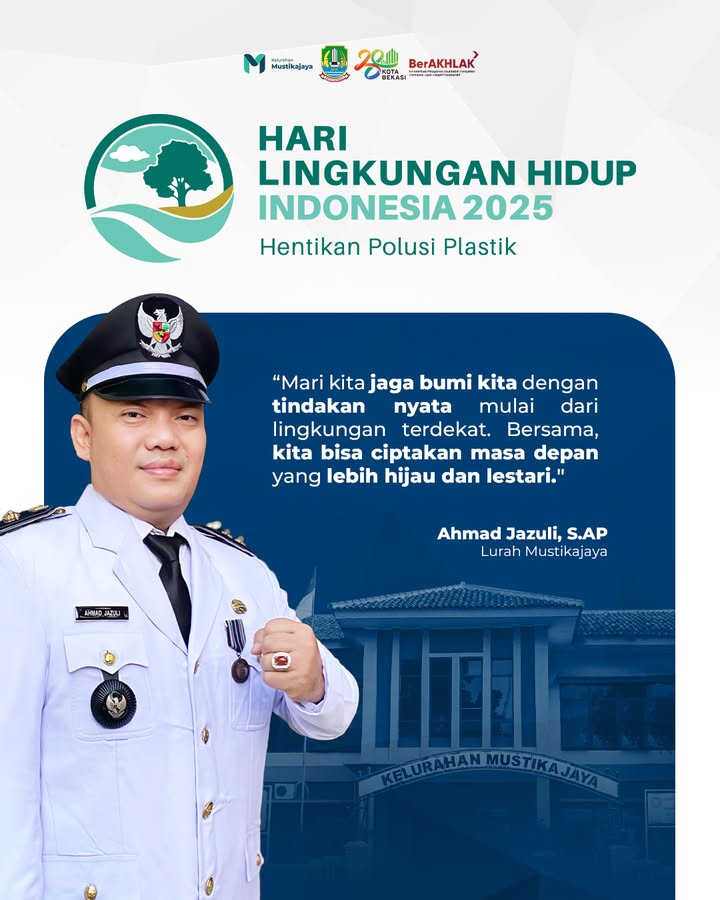 Kelurahan
Mustikajaya
28 KOTA
BEKASI
BerAKHLAK
HARI
LINGKUNGAN HIDUP
INDONESIA 2025
Hentikan Polusi Plastik
“Mari kita jaga bumi kita dengan
tindakan nyata mulai dari
lingkungan terdekat. Bersama,
kita bisa ciptakan masa depan
yang lebih hijau dan lestari."
Ahmad Jazuli, S.AP
Lurah Mustikajaya
AHMAD JAZULI
KELURAHAN MUSTIKAJAYA